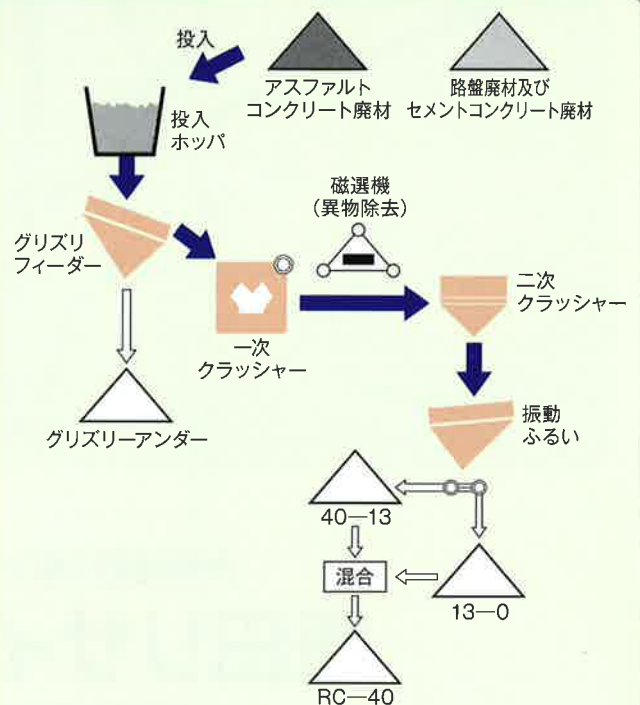 投入
アスファルト
コンクリート廃材
路盤廃材及び
セメントコンクリート廃材
投入
ホッパ
磁選機
(異物除去)
グリズリ
フィーダー
二次
クラッシャー
一次
クラッシャー
グリズリーアンダー
振動
ふるい
40—13
混合
13—0
RC—40